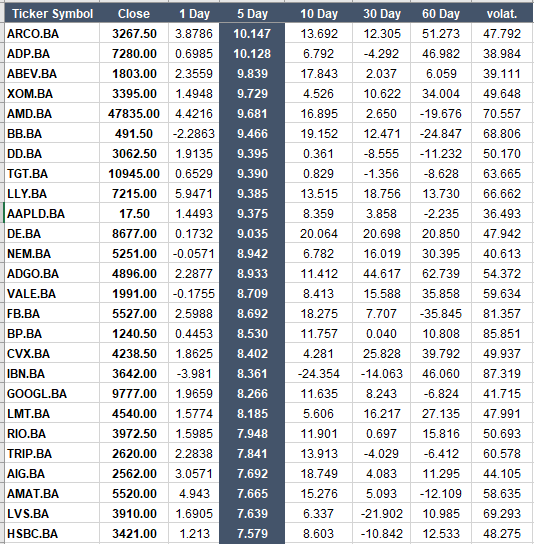 Ticker Symbol Close 1 Day 5 Day 10 Day 30 Day 60 Day volat.
ARCO.BA 3267.50 3.8786 10.147 13.692 12.305 51.273 47.792
ADP.BA 7280.00 0.6985 10.128 6.792 -4.292 46.982 38.984
ABEV.BA 1803.00 2.3559 9.839 17.843 2.037 6.059 39.111
XOM.BA 3395.00 1.4948 9.729 4.526 10.622 34.004 49.648
AMD.BA 47835.00 4.4216 9.681 16.895 2.650 -19.676 70.557
BB.BA 491.50 -2.2863 9.466 19.152 12.471 -24.847 68.806
DD.BA 3062.50 1.9135 9.395 0.361 -8.555 -11.232 50.170
TGT.BA 10945.00 0.6529 9.390 0.829 -1.356 -8.628 63.665
LLY.BA 7215.00 5.9471 9.385 13.515 18.756 13.730 66.662
AAPLD.BA 17.50 1.4493 9.375 8.359 3.858 -2.235 36.493
DE.BA 8677.00 0.1732 9.035 20.064 20.698 20.850 47.942
NEM.BA 5251.00 -0.0571 8.942 6.782 16.019 30.395 40.613
ADGO.BA 4896.00 2.2877 8.933 11.412 44.617 62.739 54.372
VALE.BA 1991.00 -0.1755 8.709 8.413 15.588 35.858 59.634
FB.BA 5527.00 2.5988 8.692 18.275 7.707 -35.845 81.357
BP.BA 1240.50 0.4453 8.530 11.757 0.040 10.808 85.851
CVX.BA 4238.50 1.8625 8.402 4.281 25.828 39.792 49.937
IBN.BA 3642.00 -3.981 8.361 -24.354 -14.063 46.060 87.319
GOOGL.BA 9777.00 1.9659 8.266 11.635 8.243 -6.824 41.715
LMT.BA 4540.00 1.5774 8.185 5.606 16.217 27.135 47.991
RIO.BA 3972.50 1.5985 7.948 11.901 0.697 15.816 50.693
TRIP.BA 2620.00 2.2838 7.841 13.913 -4.029 -6.412 60.578
AIG.BA 2562.00 3.0571 7.692 18.749 4.083 11.295 44.105
AMAT.BA 5520.00 4.943 7.665 15.276 5.093 -12.109 58.635
LVS.BA 3910.00 1.6905 7.639 6.337 -21.902 10.985 69.293
HSBC.BA 3421.00 1.213 7.579 8.603 -10.842 12.533 48.275